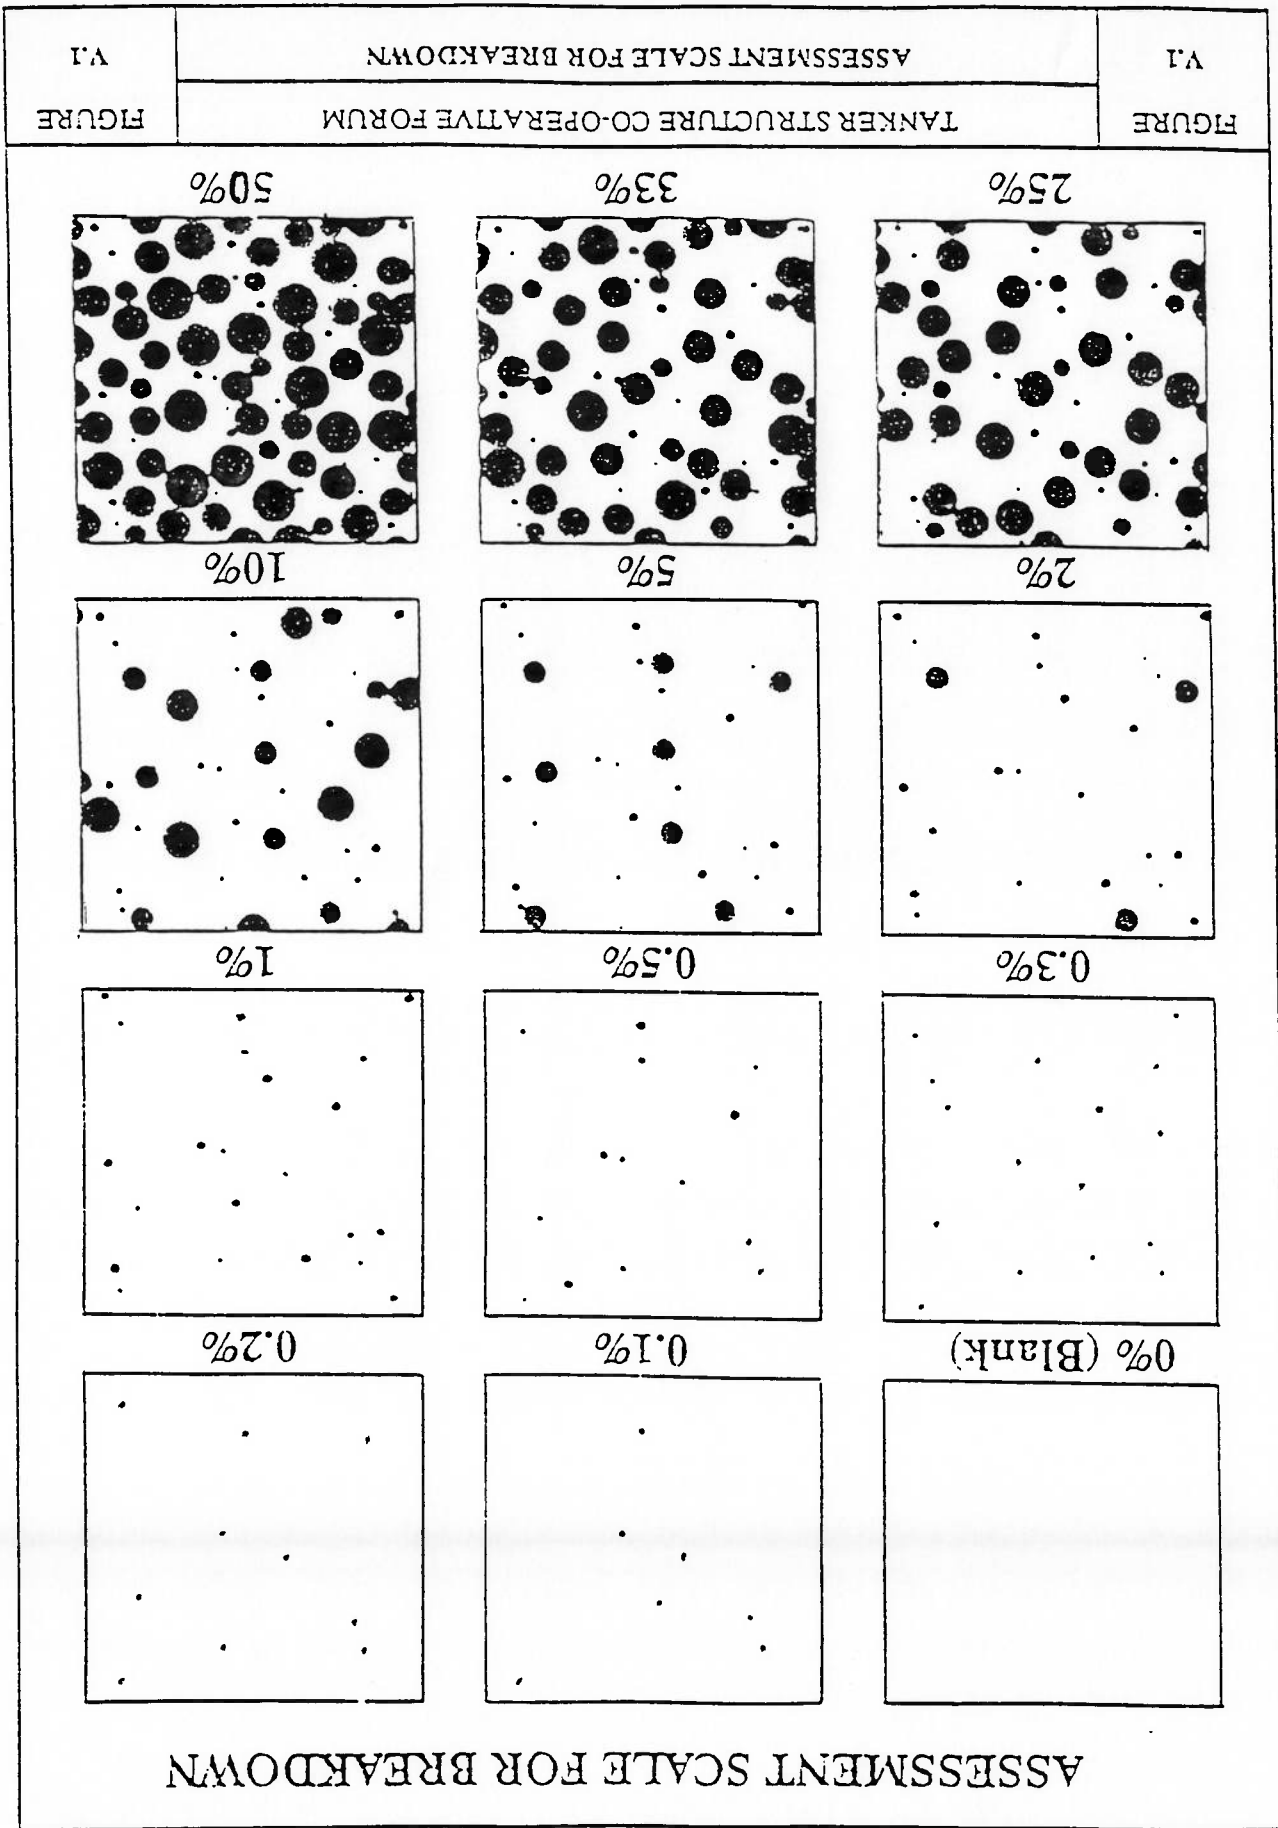 ASSESSMENT SCALE FOR BREAKDOWN
0% (Blank)
0.1%
0.2%
0.3%
0.5%
1%
2%
5%
10%
25%
33%
50%
FIGURE
V.1
TANKER STRUCTURE CO-OPERATIVE FORUM
ASSESSMENT SCALE FOR BREAKDOWN
FIGURE
V.1